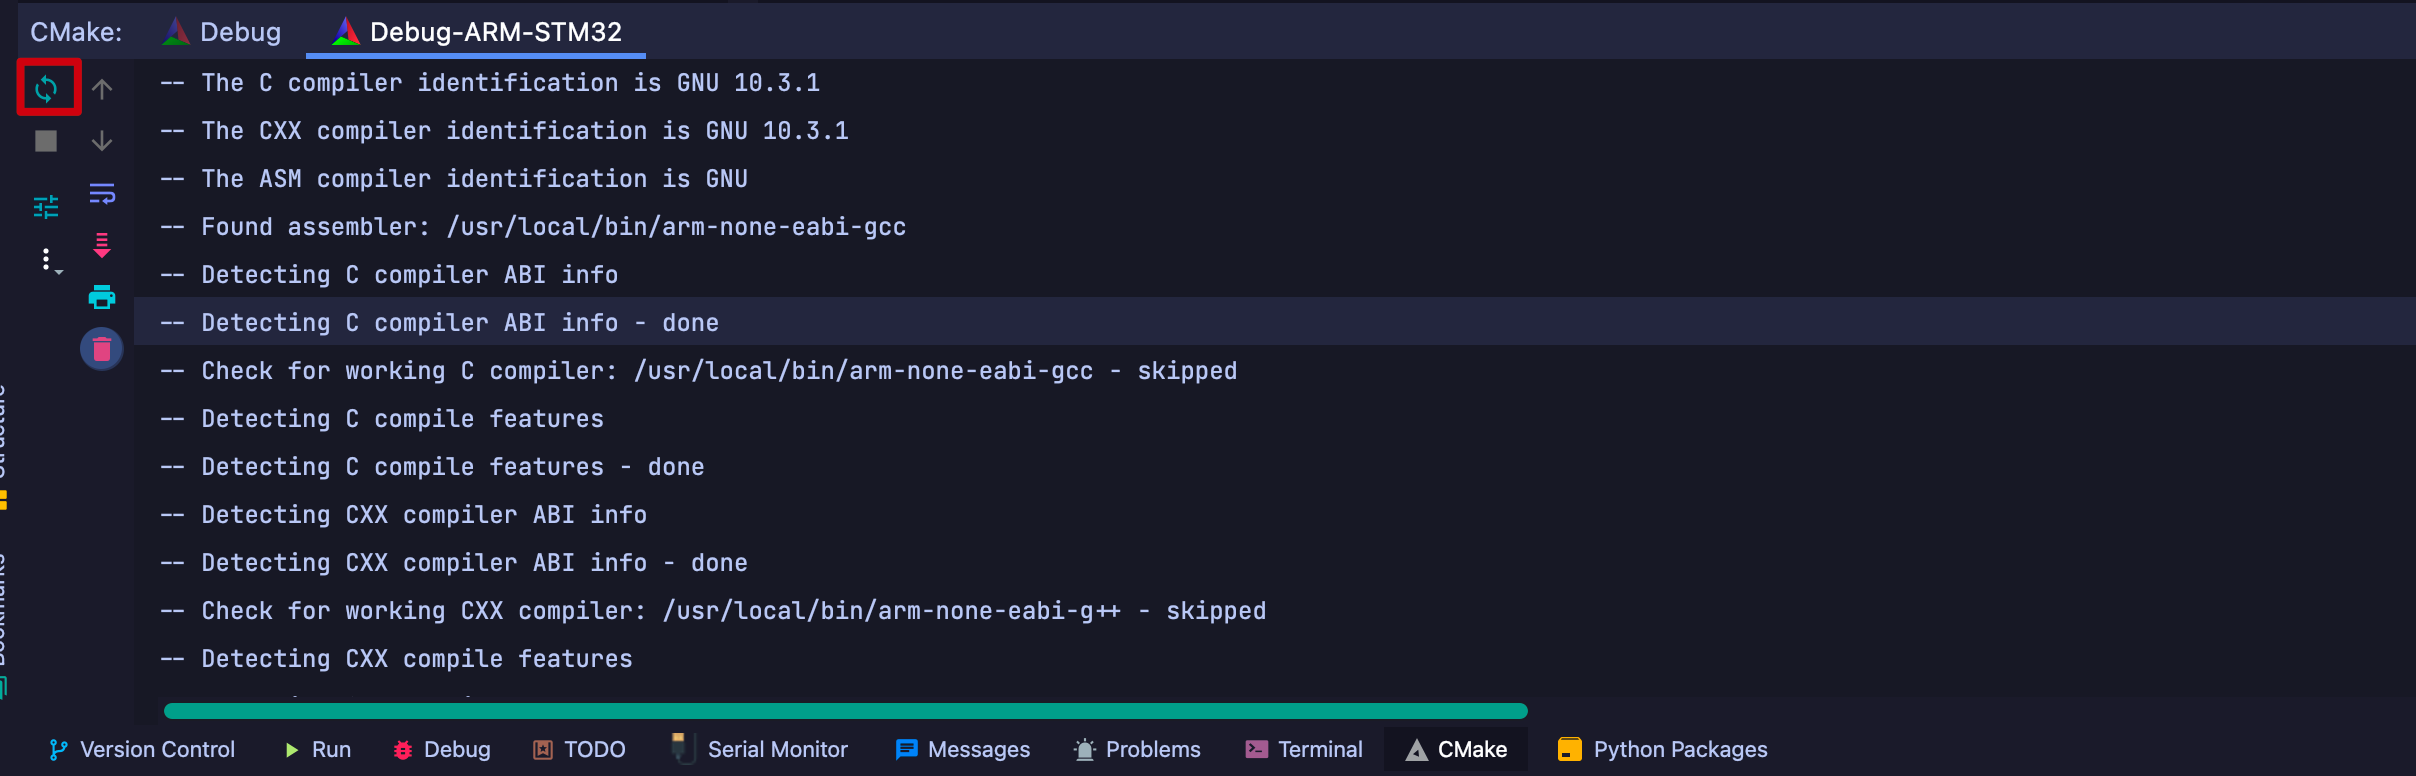 CMake: Debug Debug-ARM-STM32
-- The C compiler identification is GNU 10.3.1
-- The CXX compiler identification is GNU 10.3.1
-- The ASM compiler identification is GNU
-- Found assembler: /usr/local/bin/arm-none-eabi-gcc
-- Detecting C compiler ABI info
-- Detecting C compiler ABI info - done
-- Check for working C compiler: /usr/local/bin/arm-none-eabi-gcc - skipped
-- Detecting C compile features
-- Detecting C compile features - done
-- Detecting CXX compiler ABI info
-- Detecting CXX compiler ABI info - done
-- Check for working CXX compiler: /usr/local/bin/arm-none-eabi-g++ - skipped
-- Detecting CXX compile features
Structure
Bookmarks
Version Control Run Debug TODO Serial Monitor Messages Problems Terminal CMake Python Packages